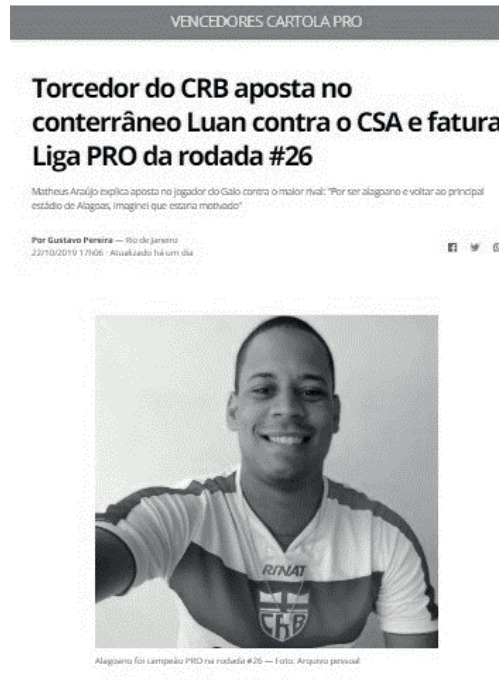 VENCEDORES CARTOLA PRO
Torcedor do CRB aposta no
conterrâneo Luan contra o CSA e fatura
Liga PRO da rodada #26
Matheus Araújo explica aposta no jogador do Galo contra o maior rival: "Por ser alagoano e voltar ao principal
estádio de Alagoas, imaginei que estaria motivado"
Por Gustavo Pereira — Rio de Janeiro
22/10/2019 17h06 · Atualizado há um dia
RINAT
CRB
Alagoano foi campeão PRO na rodada #26 — Foto: Arquivo pessoal